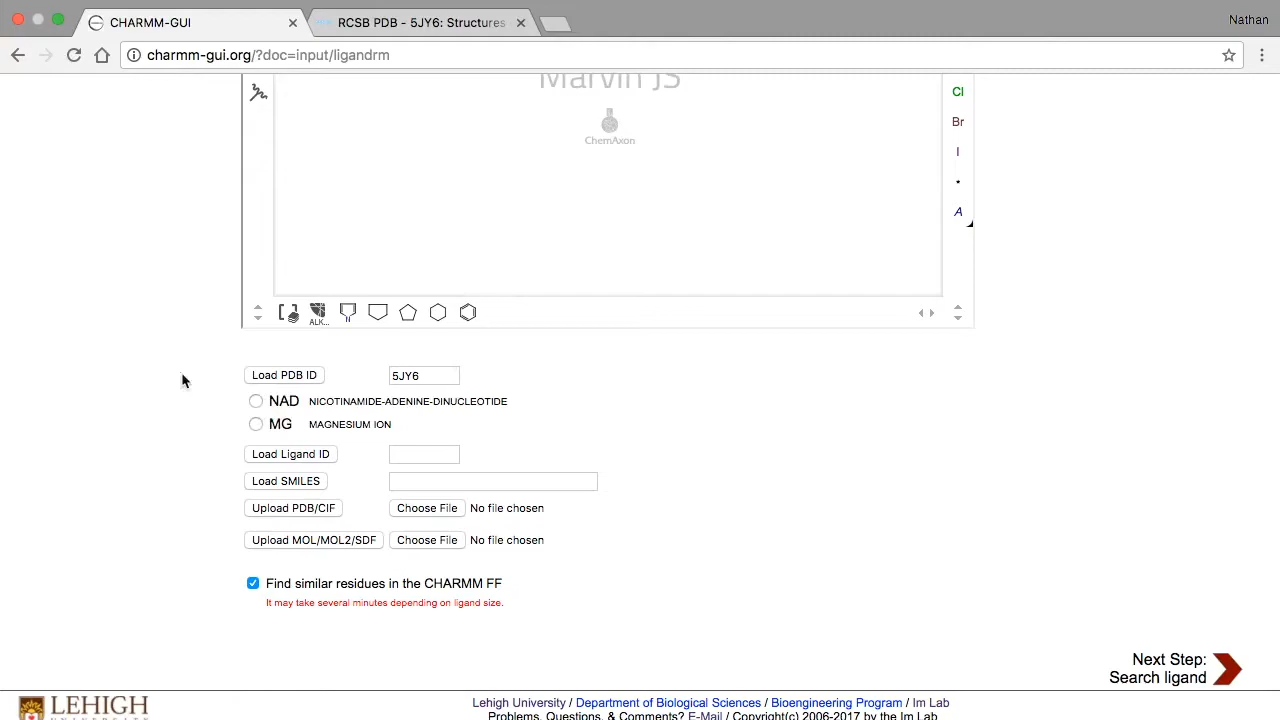 CHARMM-GUI
RCSB PDB - 5JY6: Structures
Nathan
charmm-gui.org/?doc=input/ligandrm
Marvin JS
ChemAxon
Cl
Br
I
*
A
ALK...
Load PDB ID
5JY6
NAD NICOTINAMIDE-ADENINE-DINUCLEOTIDE
MG MAGNESIUM ION
Load Ligand ID
Load SMILES
Upload PDB/CIF Choose File No file chosen
Upload MOL/MOL2/SDF Choose File No file chosen
Find similar residues in the CHARMM FF
It may take several minutes depending on ligand size.
Next Step:
Search ligand
LEHIGH
Lehigh University / Department of Biological Sciences / Bioengineering Program / Im Lab
Problems, Questions, & Comments? E-Mail / Copyright(c) 2006-2017 by the Im Lab